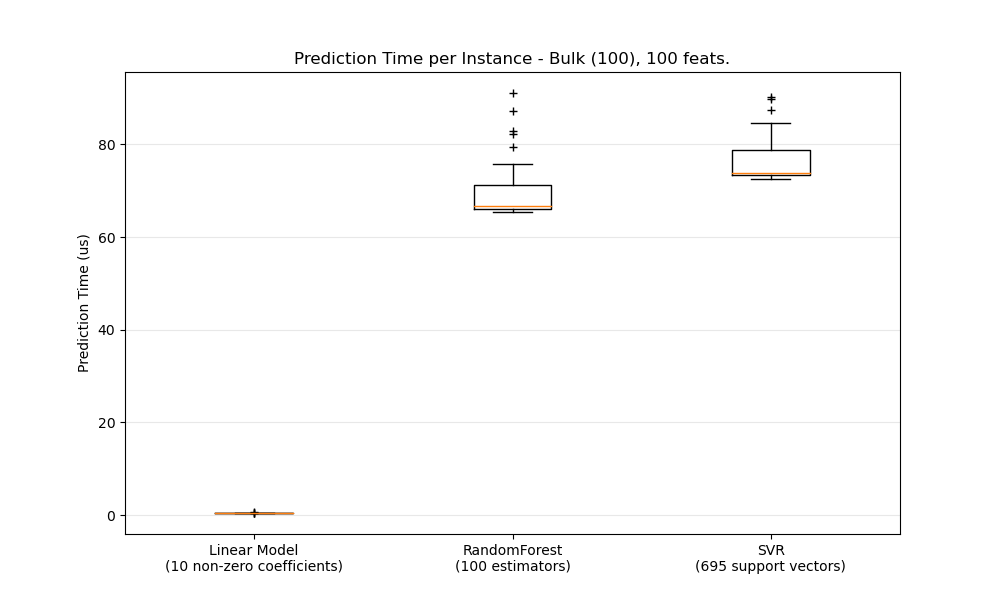 Prediction Time per Instance - Bulk (100), 100 feats.
Prediction Time (us)
80
60
40
20
0
Linear Model
(10 non-zero coefficients)
RandomForest
(100 estimators)
SVR
(695 support vectors)